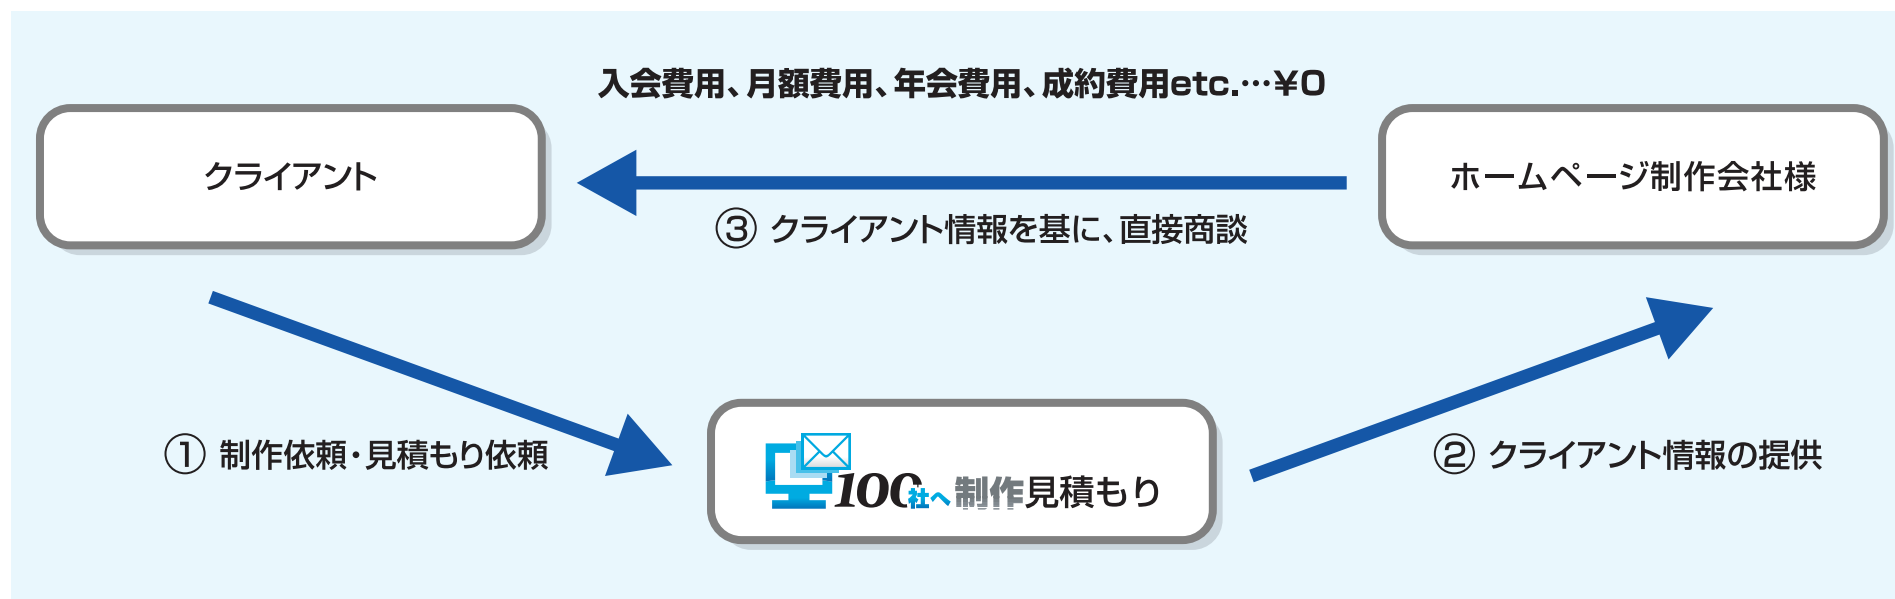 入会費用、月額費用、年会費用、成約費用etc.…¥0
クライアント
ホームページ制作会社様
③ クライアント情報を基に、直接商談
① 制作依頼・見積もり依頼
② クライアント情報の提供
100社へ制作見積もり